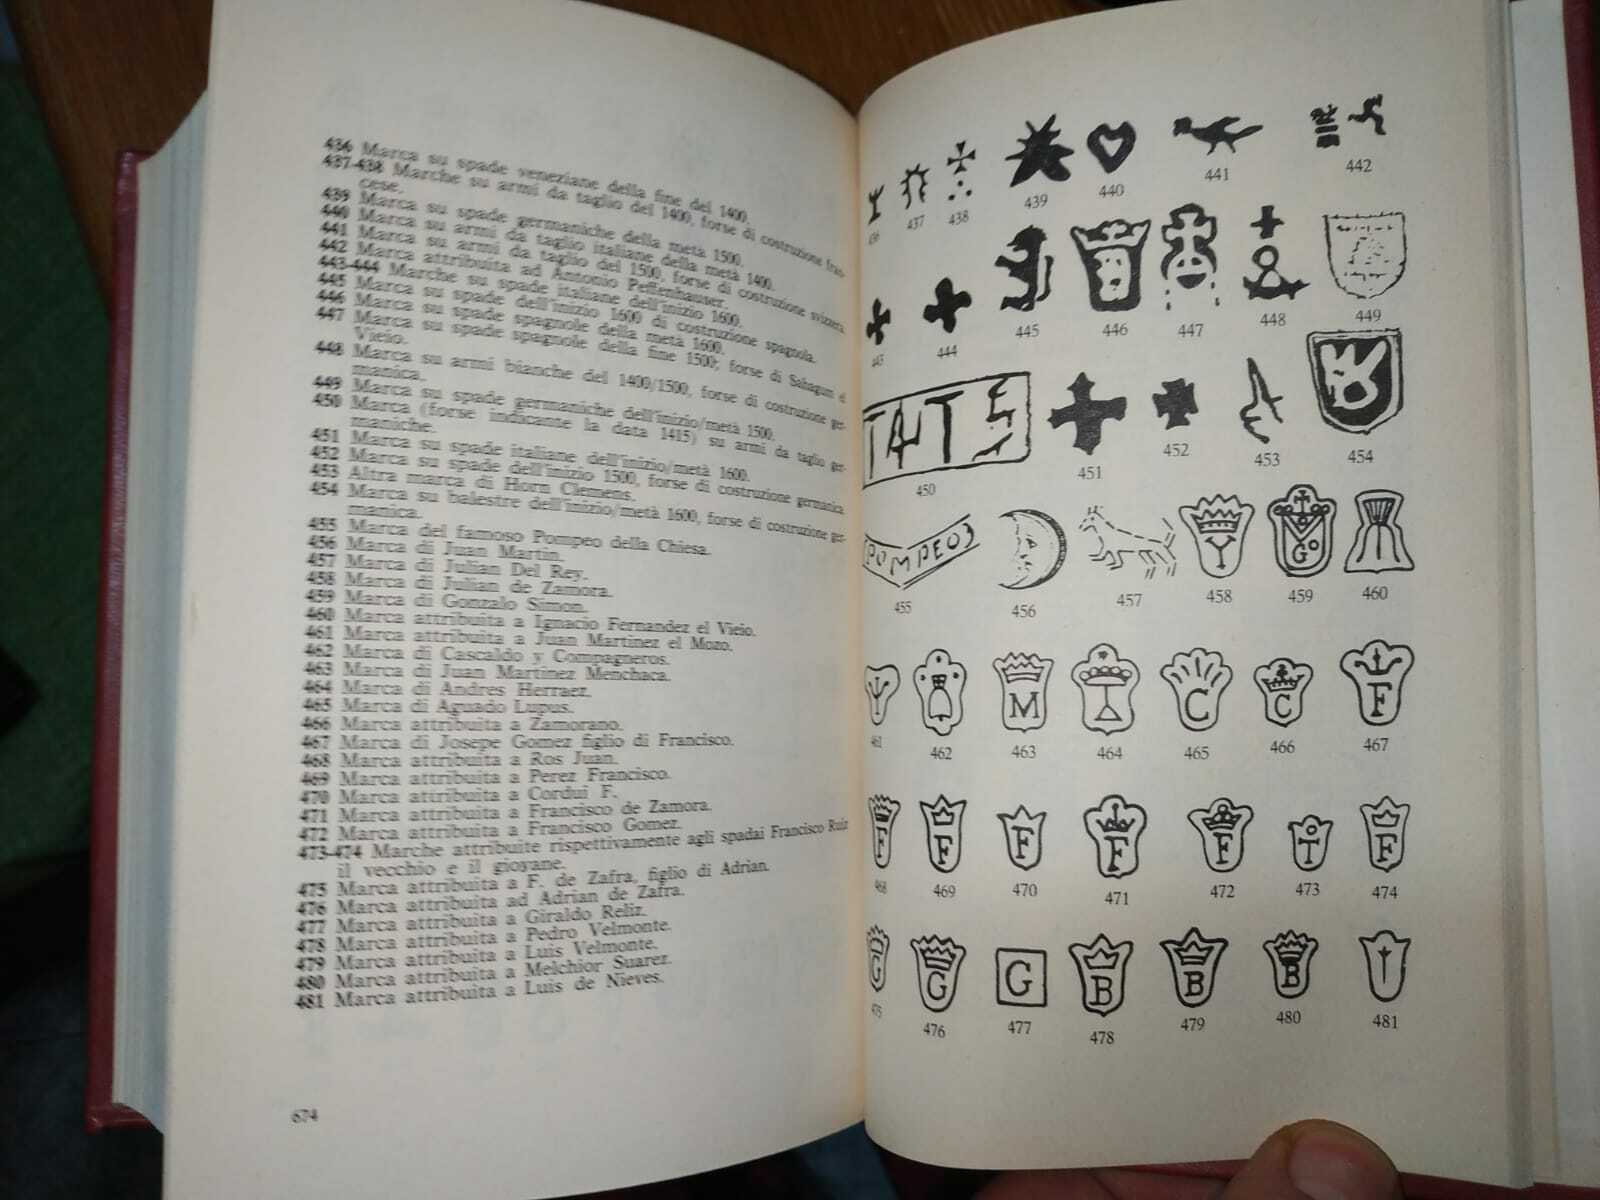 436 Marca su spade veneziane della fine del 1400.
437-438 Marche su armi da taglio del 1400, forse di costruzione fran-
cese.
439 Marca su spade germaniche della metà 1500.
440 Marca su armi da taglio italiane della metà 1400.
441 Marca su armi da taglio del 1500, forse di costruzione svizzera.
442 Marca attribuita ad Antonio Peffenhauser.
443-444 Marche su spade italiane dell'inizio 1600.
445 Marca su spade dell'inizio 1600 di costruzione spagnola.
446 Marca su spade spagnole della metà 1600.
447 Marca su spade spagnole della fine 1500; forse di Sahagum el
Vieio.
448 Marca su armi bianche del 1400/1500, forse di costruzione ger-
manica.
449 Marca su spade germaniche dell'inizio/metà 1500.
450 Marca (forse indicante la data 1415) su armi da taglio ger-
maniche.
451 Marca su spade italiane dell'inizio/metà 1600.
452 Marca su spade dell'inizio 1500, forse di costruzione germanica.
453 Altra marca di Horn Clemens.
454 Marca su balestre dell'inizio/metà 1600, forse di costruzione ger-
manica.
455 Marca del famoso Pompeo della Chiesa.
456 Marca di Juan Martin.
457 Marca di Julian Del Rey.
458 Marca di Julian de Zamora.
459 Marca di Gonzalo Simon.
460 Marca attribuita a Ignacio Fernandez el Vieio.
461 Marca attribuita a Juan Martinez el Mozo.
462 Marca di Cascaldo y Compagneros.
463 Marca di Juan Martinez Menchaca.
464 Marca di Andres Herraez.
465 Marca di Aguado Lupus.
466 Marca attribuita a Zamorano.
467 Marca di Josepe Gomez figlio di Francisco.
468 Marca attribuita a Ros Juan.
469 Marca attribuita a Perez Francisco.
470 Marca attribuita a Cordui F.
471 Marca attribuita a Francisco de Zamora.
472 Marca attribuita a Francisco Gomez.
473-474 Marche attribuite rispettivamente agli spadai Francisco Ruiz
il vecchio e il gioyane.
475 Marca attribuita a F. de Zafra, figlio di Adrian.
476 Marca attribuita ad Adrian de Zafra.
477 Marca attribuita a Giraldo Reliz.
478 Marca attribuita a Pedro Velmonte.
479 Marca attribuita a Luis Velmonte.
480 Marca attribuita a Melchior Suarez.
481 Marca attribuita a Luis de Nieves.
674
436 437 438 439 440 441 442
443 444 445 446 447 448 449
450 451 452 453 454
POMPEO
Y G
455 456 457 458 459 460
M C C F
461 462 463 464 465 466 467
F F F F F T F
468 469 470 471 472 473 474
G G G B B B
475 476 477 478 479 480 481